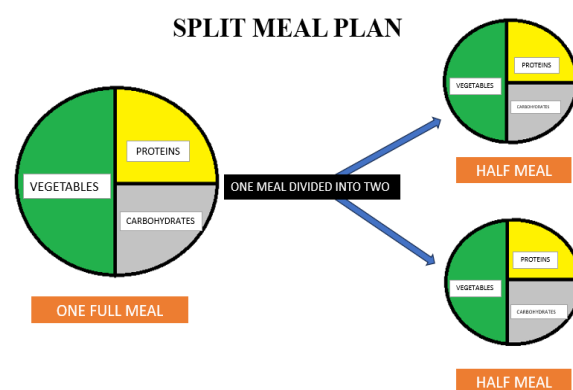 SPLIT MEAL PLAN
VEGETABLES
PROTEINS
CARBOHYDRATES
ONE FULL MEAL
ONE MEAL DIVIDED INTO TWO
VEGETABLES
PROTEINS
CARBOHYDRATES
HALF MEAL
VEGETABLES
PROTEINS
CARBOHYDRATES
HALF MEAL